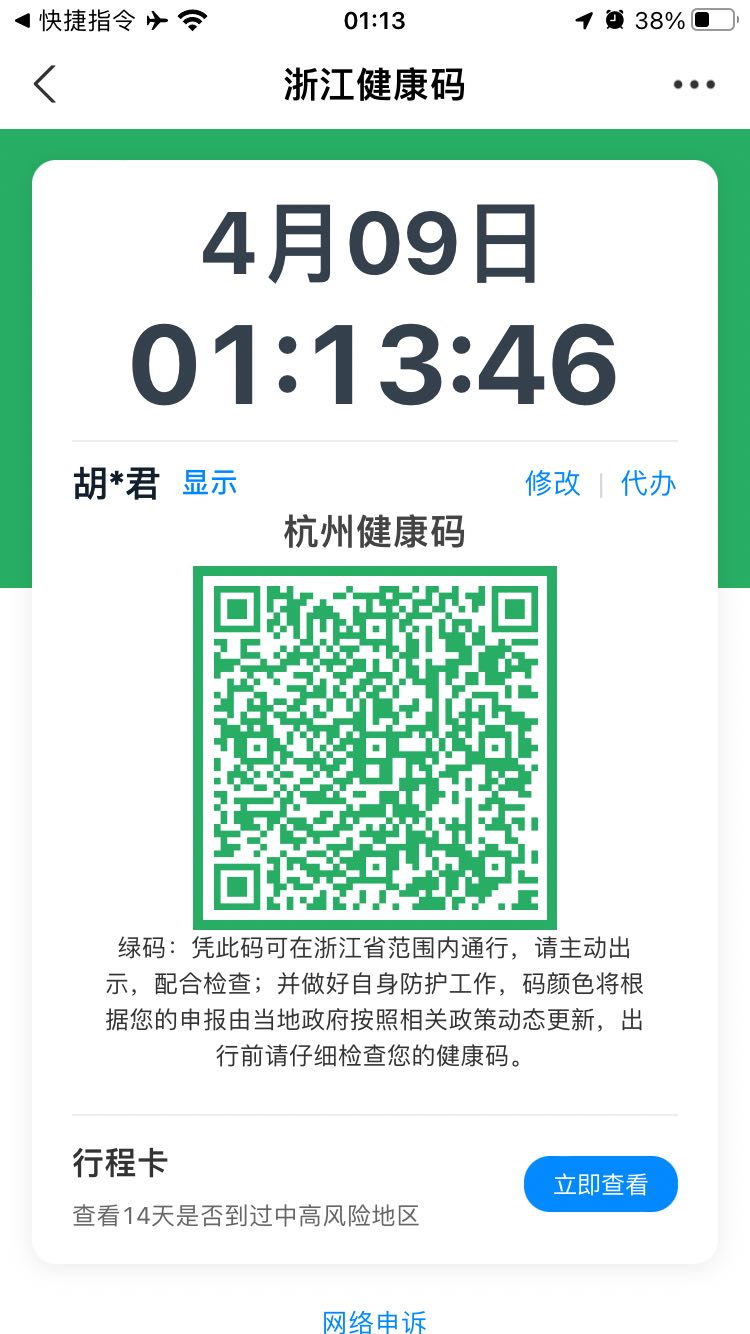 快捷指令
01:13
38%
浙江健康码
4月09日
01:13:46
胡*君 显示 修改 | 代办
杭州健康码
绿码：凭此码可在浙江省范围内通行，请主动出
示，配合检查；并做好自身防护工作，码颜色将根
据您的申报由当地政府按照相关政策动态更新，出
行前请仔细检查您的健康码。
行程卡
立即查看
查看14天是否到过中高风险地区
网络申诉